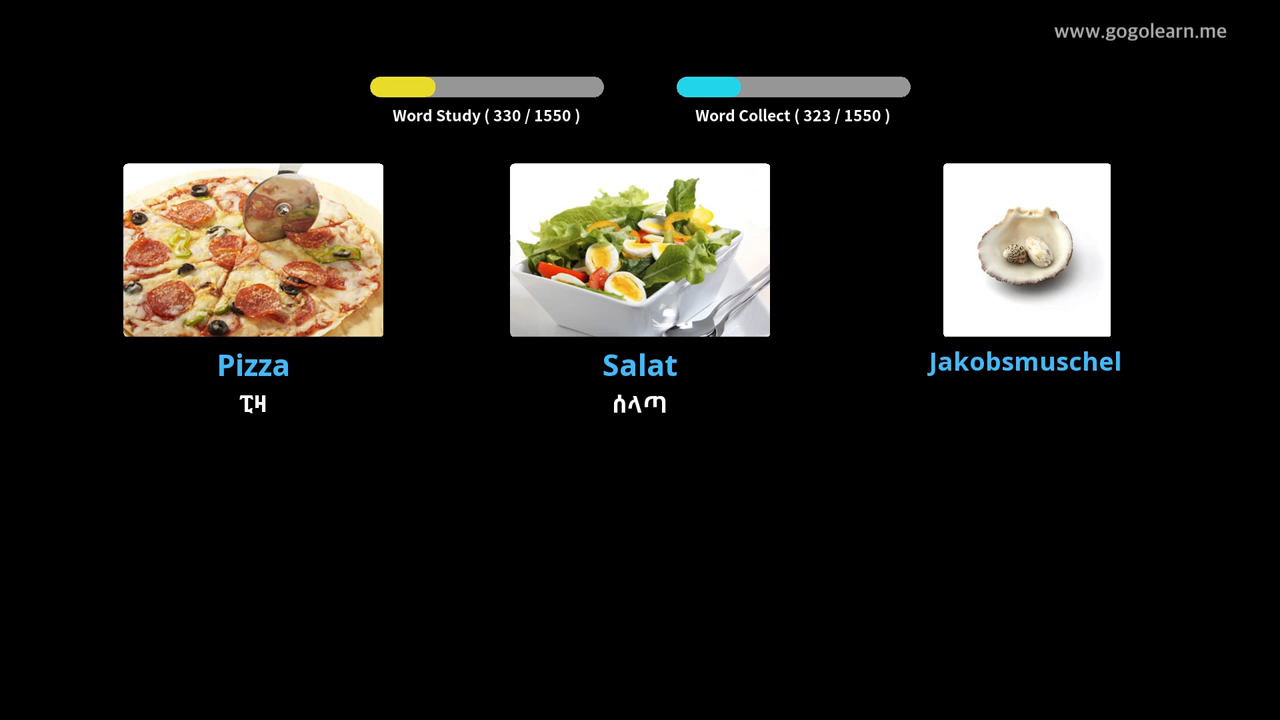 www.gogolearn.me
Word Study ( 330 / 1550 )
Word Collect ( 323 / 1550 )
Pizza
Salat
Jakobsmuschel
ፒዛ
ሰላጣ